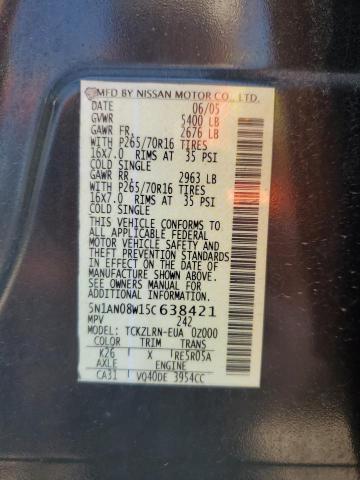 MFD BY NISSAN MOTOR CO., LTD.
DATE 06/05
GVWR 5400 LB
GAWR FR, 2676 LB
WITH P265/70R16 TIRES
16X7.0 RIMS AT 35 PSI
COLD SINGLE
GAWR RR, 2963 LB
WITH P265/70R16 TIRES
16X7.0 RIMS AT 35 PSI
COLD SINGLE
THIS VEHICLE CONFORMS TO
ALL APPLICABLE FEDERAL
MOTOR VEHICLE SAFETY AND
THEFT PREVENTION STANDARDS
IN EFFECT ON THE DATE OF
MANUFACTURE SHOWN ABOVE.
SEE OWNERS MANUAL FOR
ADDITIONAL INFORMATION
5N1AN08W15C638421
MPV 242
MODEL: TCKZLRN-EUA 0Z000
COLOR TRIM TRANS
K26 X RE5R05A
AXLE ENGINE
CA31 VQ40DE 3954CC